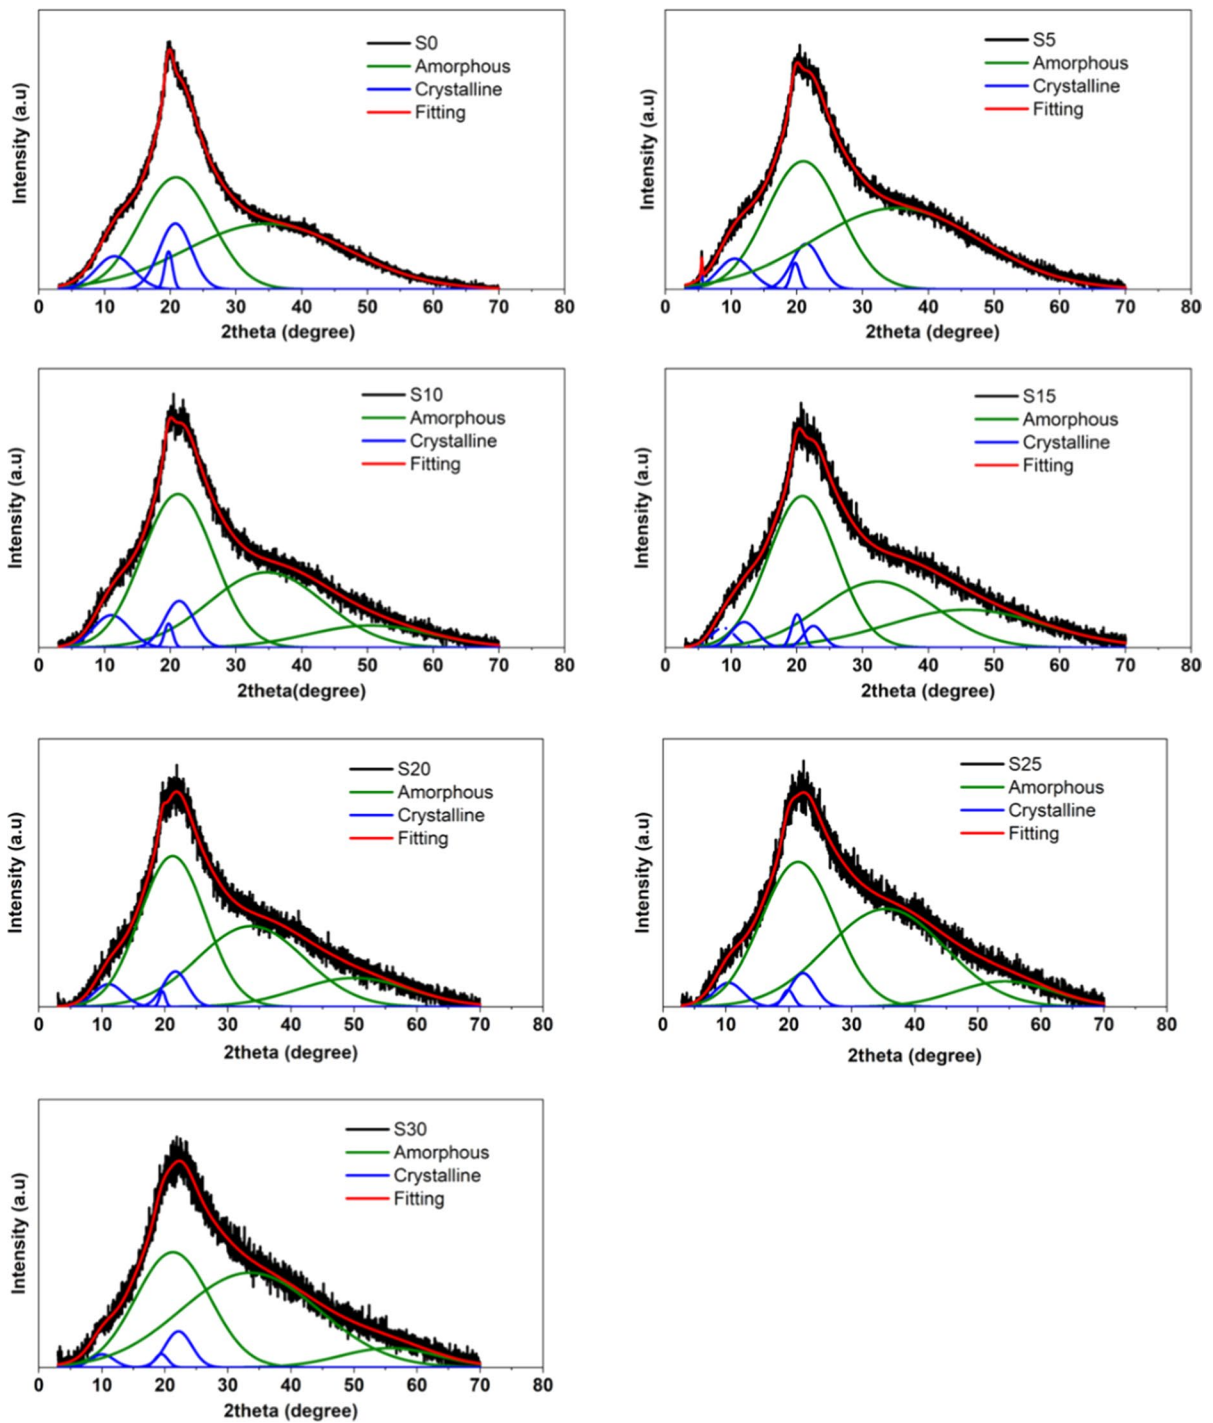 S0
Amorphous
Crystalline
Fitting
Intensity (a.u)
0 10 20 30 40 50 60 70 80
2theta (degree)
S5
Amorphous
Crystalline
Fitting
Intensity (a.u)
0 10 20 30 40 50 60 70 80
2theta (degree)
S10
Amorphous
Crystalline
Fitting
Intensity (a.u)
0 10 20 30 40 50 60 70 80
2theta(degree)
S15
Amorphous
Crystalline
Fitting
Intensity (a.u)
0 10 20 30 40 50 60 70 80
2theta (degree)
S20
Amorphous
Crystalline
Fitting
Intensity (a.u)
0 10 20 30 40 50 60 70 80
2theta (degree)
S25
Amorphous
Crystalline
Fitting
Intensity (a.u)
0 10 20 30 40 50 60 70 80
2theta (degree)
S30
Amorphous
Crystalline
Fitting
Intensity (a.u)
0 10 20 30 40 50 60 70 80
2theta (degree)